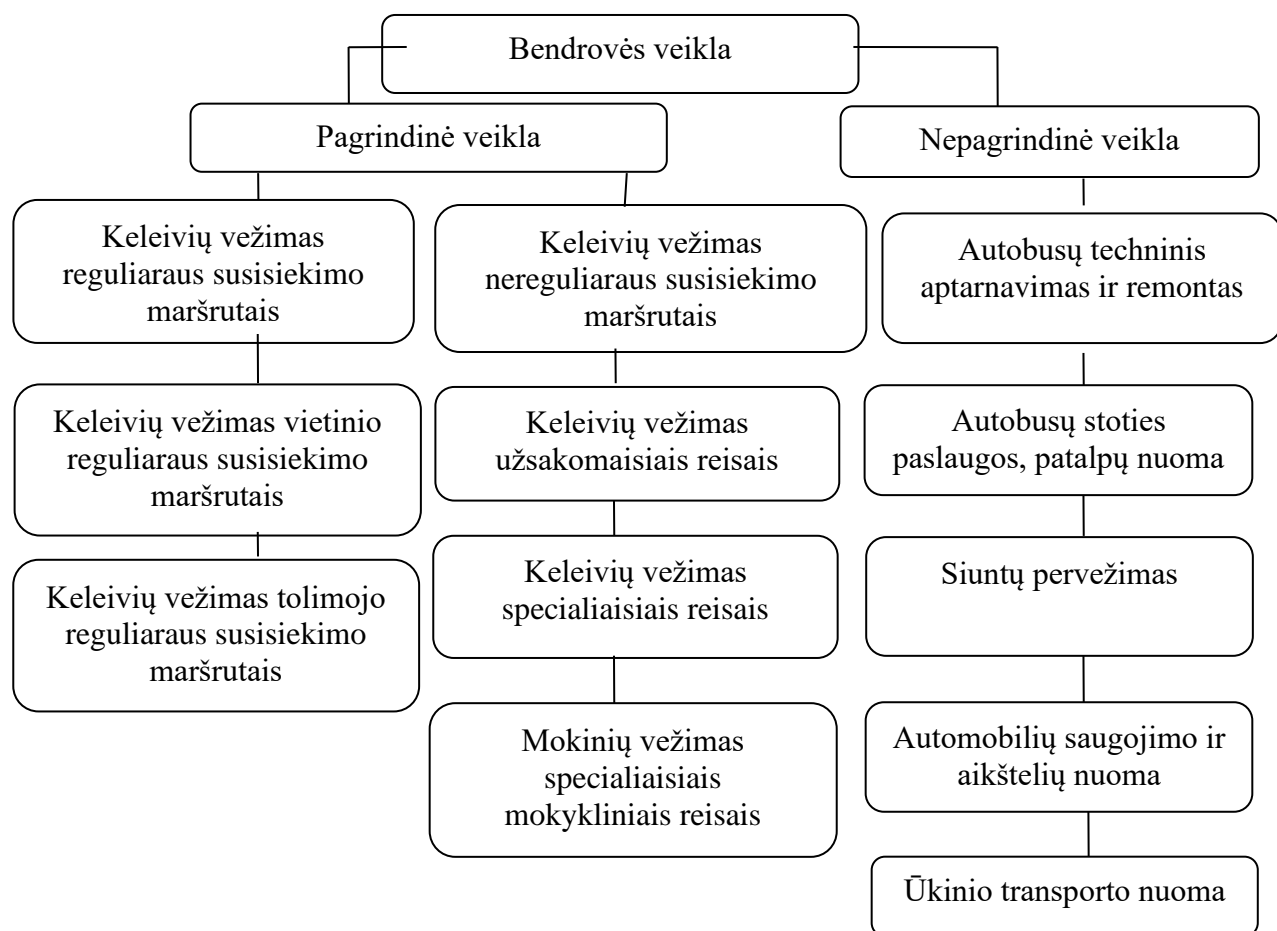 Bendrovės veikla
Pagrindinė veikla
Nepagrindinė veikla
Keleivių vežimas
reguliaraus susisiekimo
maršrutais
Keleivių vežimas
nereguliaraus susisiekimo
maršrutais
Autobusų techninis
aptarnavimas ir remontas
Keleivių vežimas vietinio
reguliaraus susisiekimo
maršrutais
Keleivių vežimas
užsakomaisiais reisais
Autobusų stoties
paslaugos, patalpų nuoma
Keleivių vežimas tolimojo
reguliaraus susisiekimo
maršrutais
Keleivių vežimas
specialiaisiais reisais
Siuntų pervežimas
Mokinių vežimas
specialiaisiais
mokykliniais reisais
Automobilių saugojimo ir
aikštelių nuoma
Ūkinio transporto nuoma